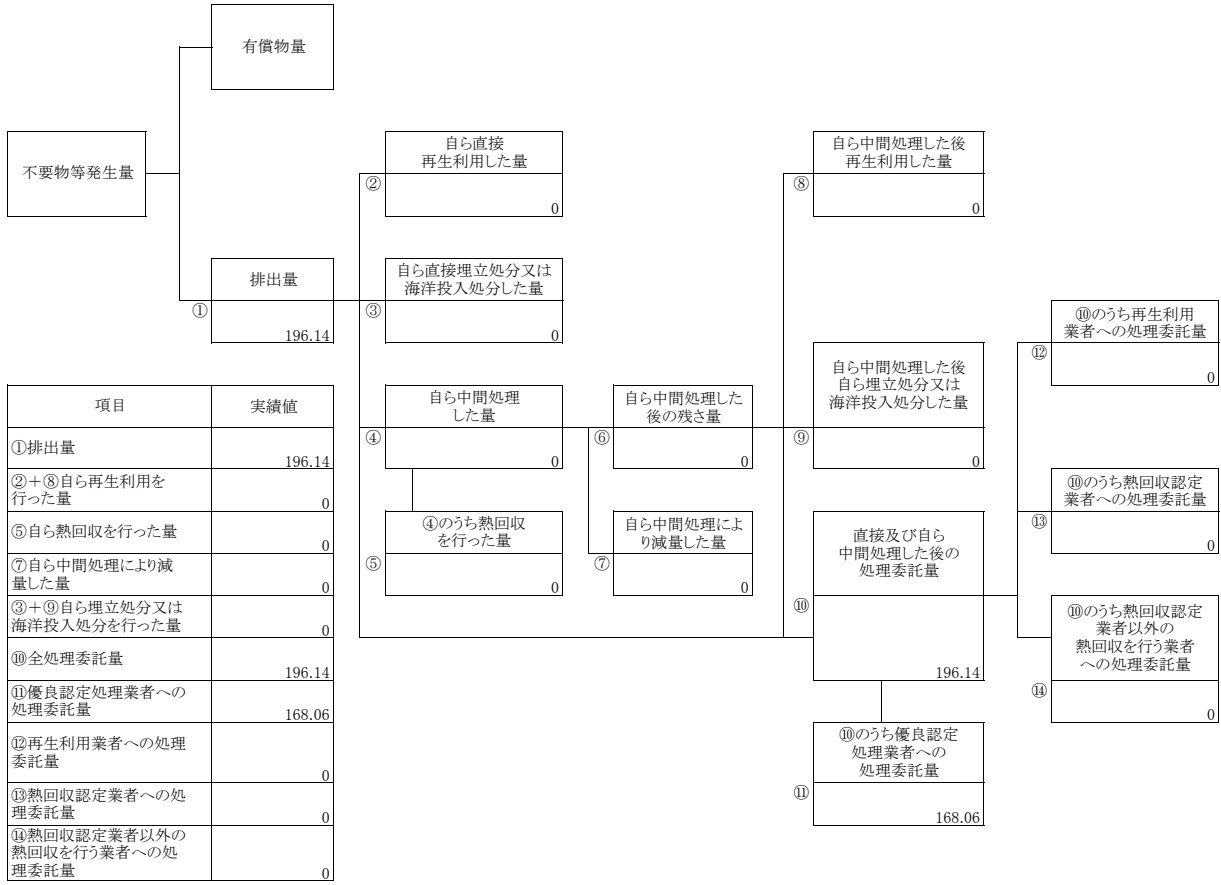 有償物量
不要物等発生量
自ら直接
再生利用した量
②
0
自ら中間処理した後
再生利用した量
⑧
0
排出量
①
196.14
自ら直接埋立処分又は
海洋投入処分した量
③
0
⑩のうち再生利用
業者への処理委託量
⑫
0
自ら中間処理
した量
④
0
自ら中間処理した
後の残さ量
⑥
0
自ら中間処理した後
自ら埋立処分又は
海洋投入処分した量
⑨
0
⑩のうち熱回収認定
業者への処理委託量
⑬
0
④のうち熱回収
を行った量
⑤
0
自ら中間処理によ
り減量した量
⑦
0
直接及び自ら
中間処理した後の
処理委託量
⑩
196.14
⑩のうち熱回収認定
業者以外の
熱回収を行う業者
への処理委託量
⑭
0
⑩のうち優良認定
処理業者への
処理委託量
⑪
168.06
項目 実績値
①排出量
196.14
②＋⑧自ら再生利用を
行った量
0
⑤自ら熱回収を行った量
0
⑦自ら中間処理により減
量した量
0
③＋⑨自ら埋立処分又は
海洋投入処分を行った量
0
⑩全処理委託量
196.14
⑪優良認定処理業者への
処理委託量
168.06
⑫再生利用業者への処理
委託量
0
⑬熱回収認定業者への処
理委託量
0
⑭熱回収認定業者以外の
熱回収を行う業者への処
理委託量
0